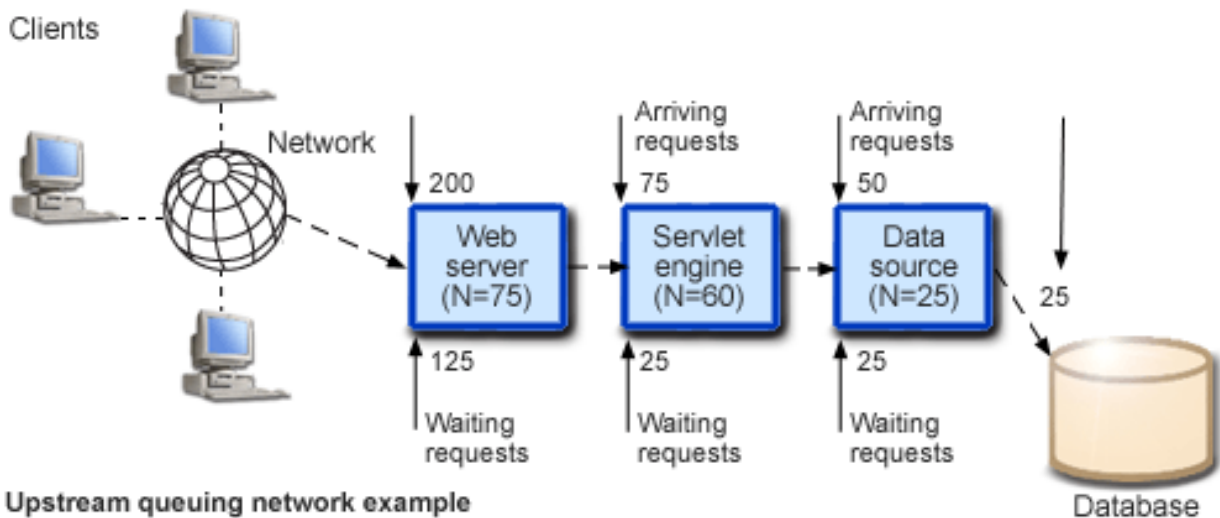 Clients
Network
200
Web
server
(N=75)
125
Waiting
requests
Arriving
requests
75
Servlet
engine
(N=60)
25
Waiting
requests
Arriving
requests
50
Data
source
(N=25)
25
Waiting
requests
25
Database
Upstream queuing network example